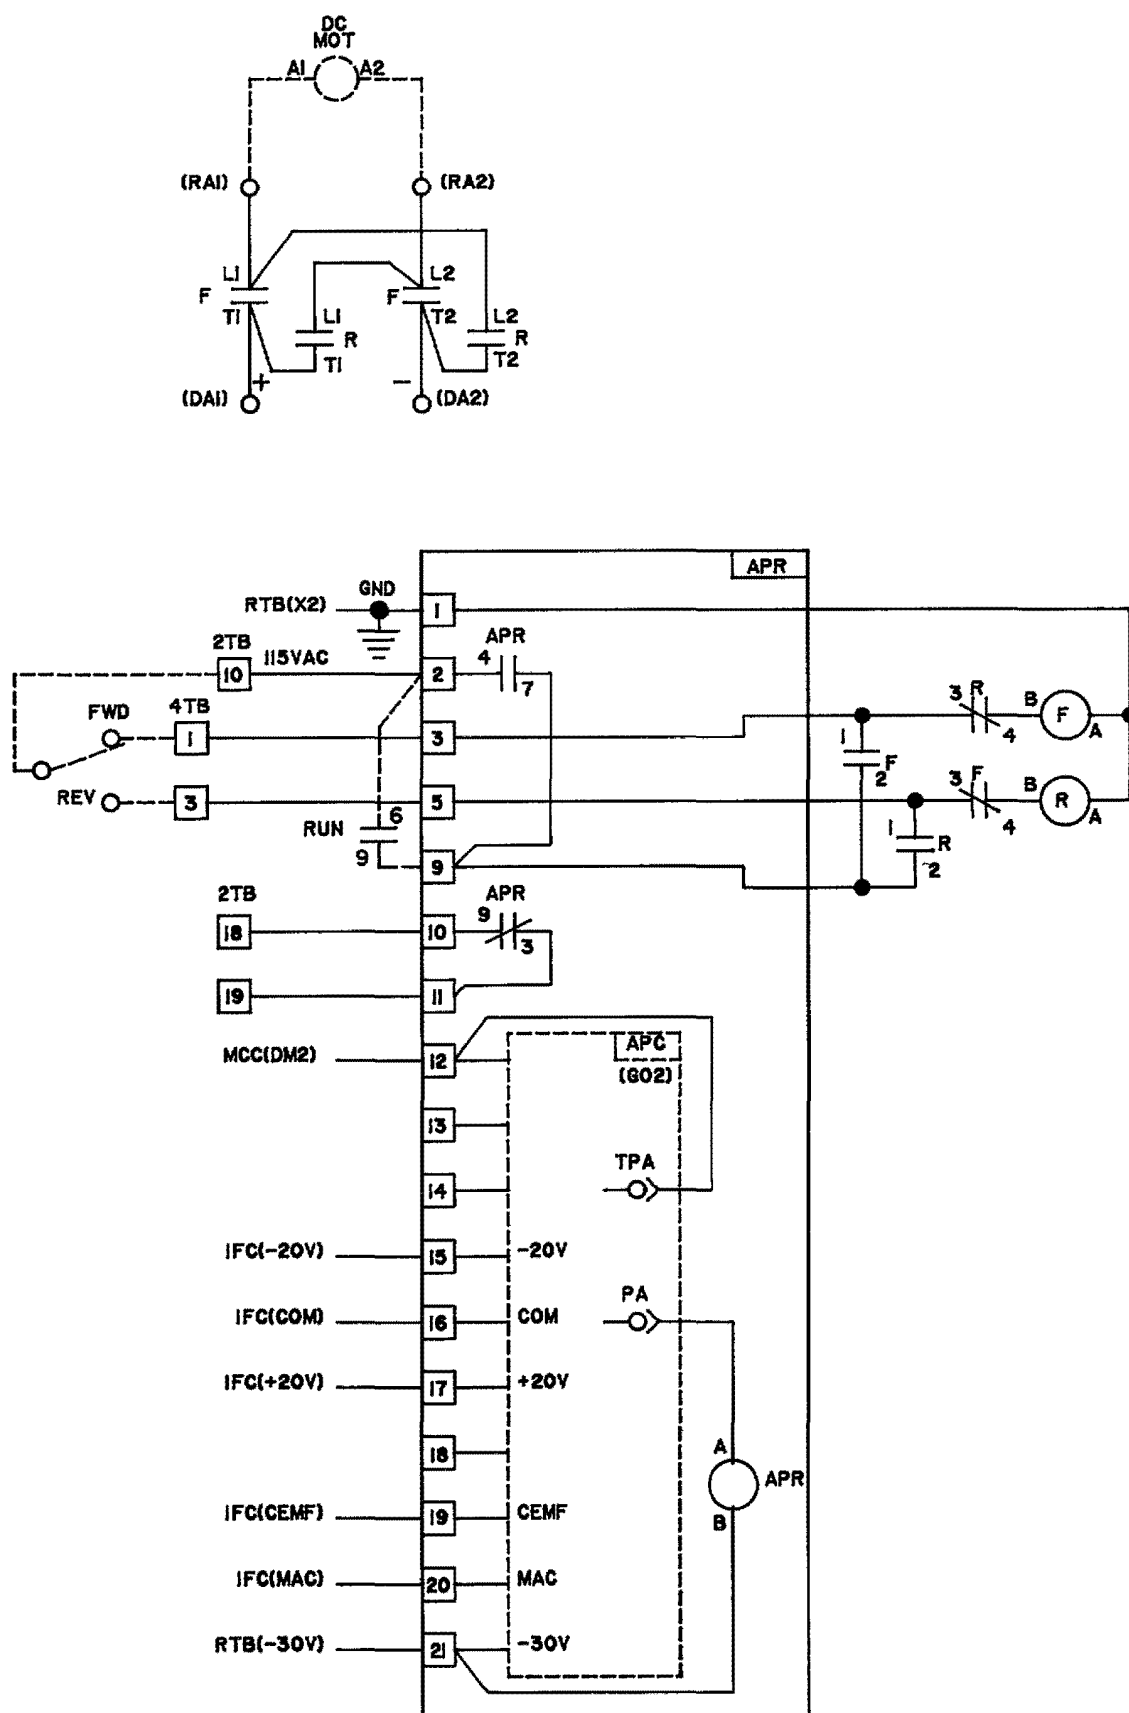 DC
MOT
A1 A2
(RA1) (RA2)
L1 L2
F F
T1 L1 T2 L2
R R
T1 T2
+ −
(DA1) (DA2)
APR
GND
RTB(X2) 1
2TB APR
10 115VAC 2 4 7
FWD 4TB
1 3
3 R 4 B F A
1 F 2
REV 3 5
3 F 4 B R A
1 R 2
RUN 6 9
9
2TB APR
18 10 9 3
19 11
MCC(DM2) 12 APC
(GO2)
13
14 TPA
IFC(-20V) 15 -20V
PA
IFC(COM) 16 COM
IFC(+20V) 17 +20V
18
A
APR
B
IFC(CEMF) 19 CEMF
IFC(MAC) 20 MAC
RTB(-30V) 21 -30V